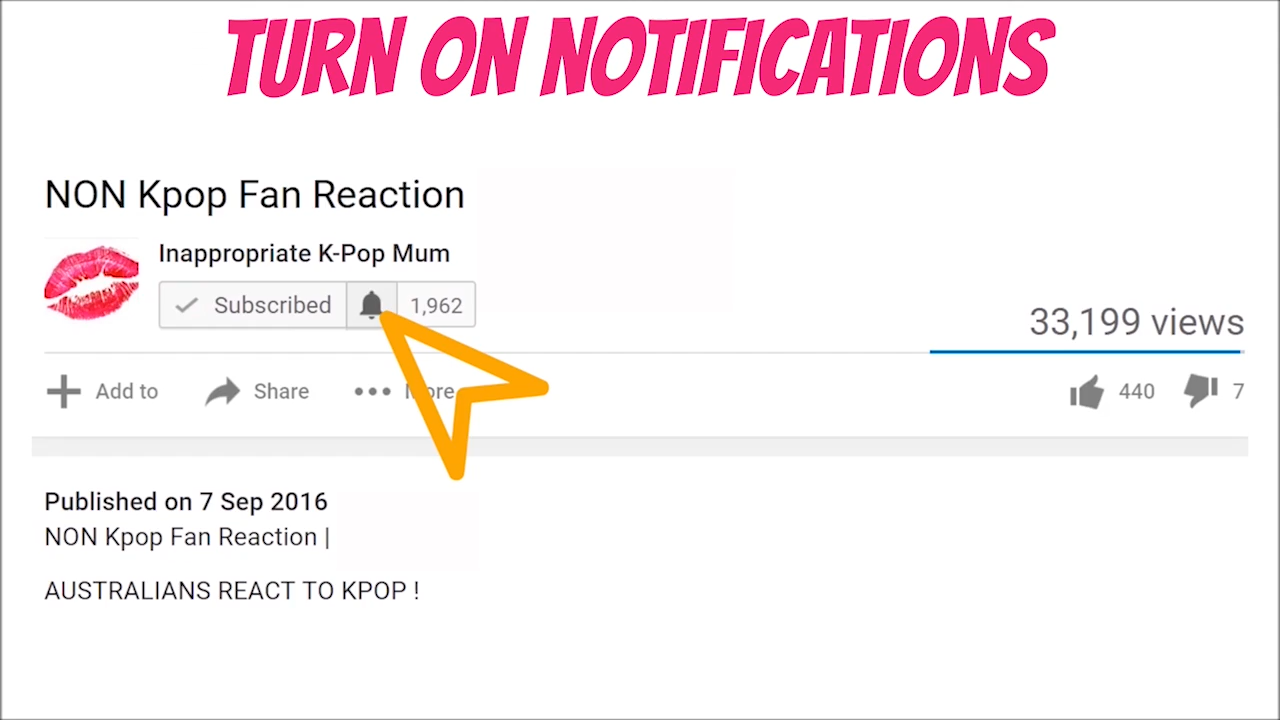 TURN ON NOTIFICATIONS
NON Kpop Fan Reaction
Inappropriate K-Pop Mum
Subscribed 1,962
33,199 views
Add to Share More 440 7
Published on 7 Sep 2016
NON Kpop Fan Reaction |
AUSTRALIANS REACT TO KPOP !